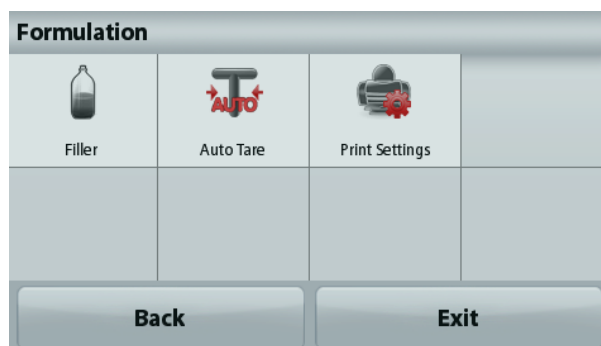 Formulation
AUTO
Filler
Auto Tare
Print Settings
Back
Exit